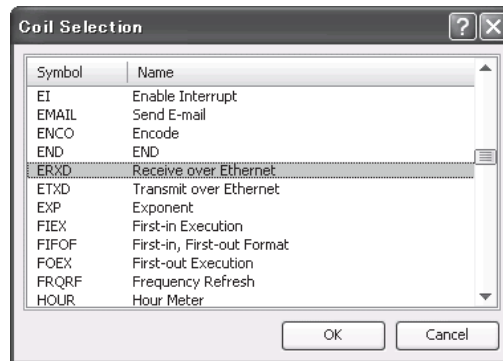 Coil Selection
Symbol Name
EI Enable Interrupt
EMAIL Send E-mail
ENCO Encode
END END
ERXD Receive over Ethernet
ETXD Transmit over Ethernet
EXP Exponent
FIEX First-in Execution
FIFOF First-in, First-out Format
FOEX First-out Execution
FRQRF Frequency Refresh
HOUR Hour Meter
OK Cancel